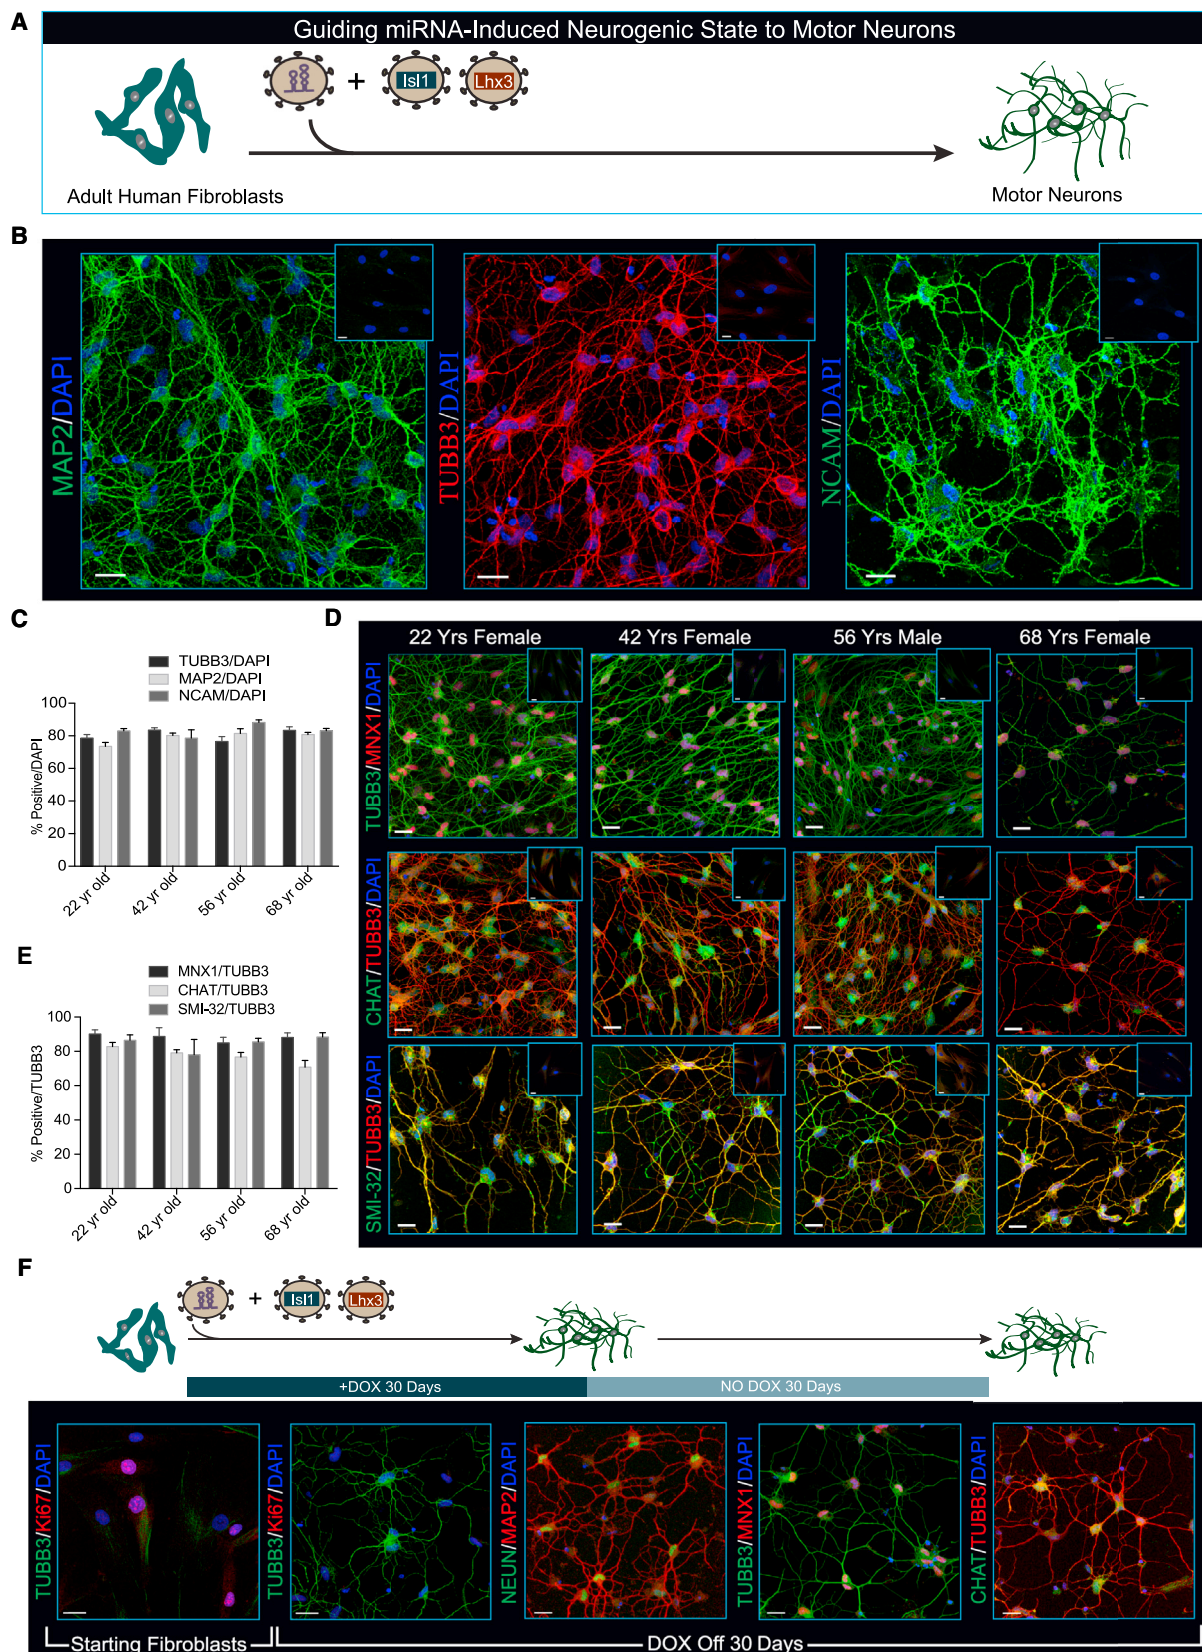 A
Guiding miRNA-Induced Neurogenic State to Motor Neurons
+
Isl1
Lhx3
Adult Human Fibroblasts
Motor Neurons
B
MAP2/DAPI
TUBB3/DAPI
NCAM/DAPI
C
TUBB3/DAPI
MAP2/DAPI
NCAM/DAPI
% Positive/DAPI
100
80
60
40
20
0
22 yr old
42 yr old
56 yr old
68 yr old
D
22 Yrs Female
42 Yrs Female
56 Yrs Male
68 Yrs Female
TUBB3/MNX1/DAPI
CHAT/TUBB3/DAPI
SMI-32/TUBB3/DAPI
E
MNX1/TUBB3
CHAT/TUBB3
SMI-32/TUBB3
% Positive/TUBB3
100
80
60
40
20
0
22 yr old
42 yr old
56 yr old
68 yr old
F
+
Isl1
Lhx3
+DOX 30 Days
NO DOX 30 Days
TUBB3/Ki67/DAPI
TUBB3/Ki67/DAPI
NEUN/MAP2/DAPI
TUBB3/MNX1/DAPI
CHAT/TUBB3/DAPI
Starting Fibroblasts
DOX Off 30 Days